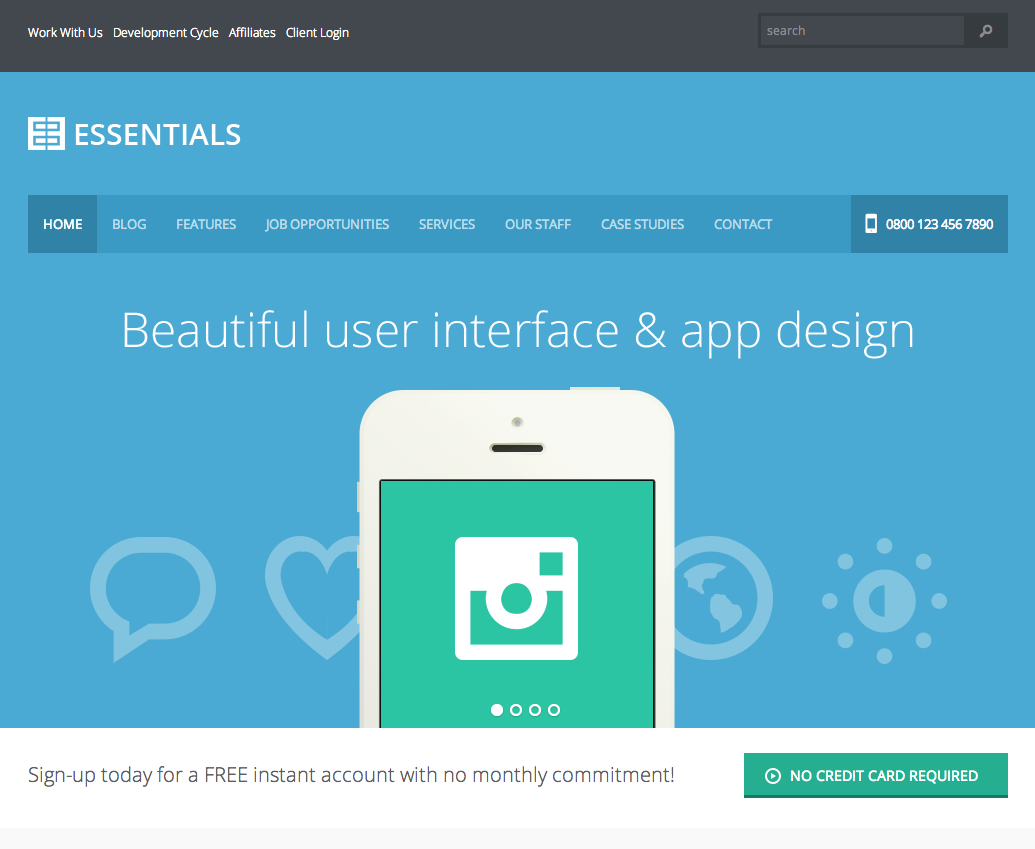 Work With Us Development Cycle Affiliates Client Login
search
ESSENTIALS
HOME BLOG FEATURES JOB OPPORTUNITIES SERVICES OUR STAFF CASE STUDIES CONTACT 0800 123 456 7890
Beautiful user interface & app design
Sign-up today for a FREE instant account with no monthly commitment!
NO CREDIT CARD REQUIRED